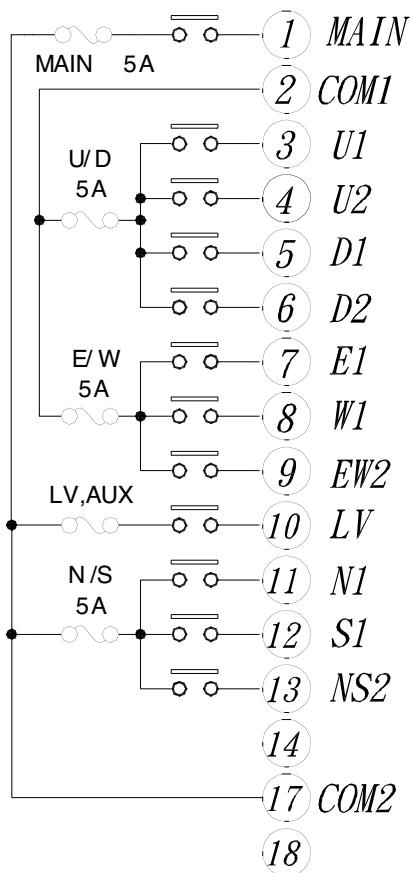 1 MAIN
MAIN 5A
2 COM1
U/D
5A
3 U1
4 U2
5 D1
6 D2
E/W
5A
7 E1
8 W1
9 EW2
LV,AUX
10 LV
N/S
5A
11 N1
12 S1
13 NS2
14
17 COM2
18